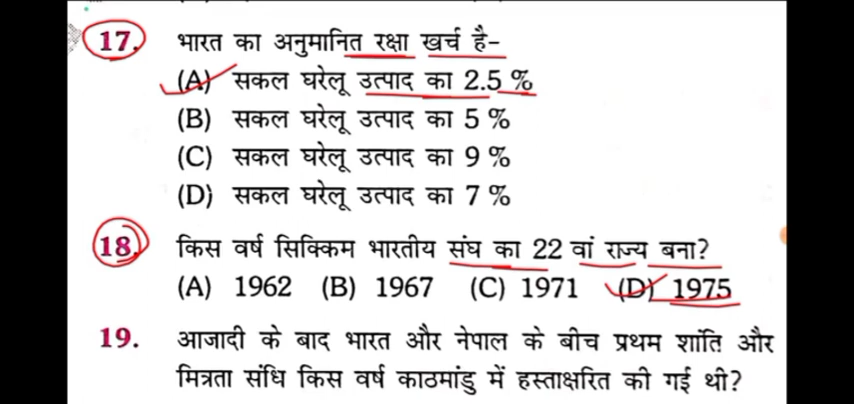 17. भारत का अनुमानित रक्षा खर्च है-
(A) सकल घरेलू उत्पाद का 2.5 %
(B) सकल घरेलू उत्पाद का 5 %
(C) सकल घरेलू उत्पाद का 9 %
(D) सकल घरेलू उत्पाद का 7 %
18. किस वर्ष सिक्किम भारतीय संघ का 22 वां राज्य बना?
(A) 1962 (B) 1967 (C) 1971 (D) 1975
19. आजादी के बाद भारत और नेपाल के बीच प्रथम शांति और
मित्रता संधि किस वर्ष काठमांडु में हस्ताक्षरित की गई थी?